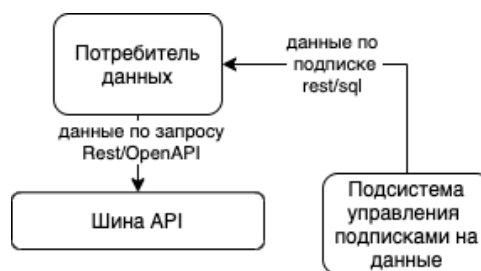 Потребитель
данных
данные по
подписке
rest/sql
данные по запросу
Rest/OpenAPI
Шина API
Подсистема
управления
подписками на
данные